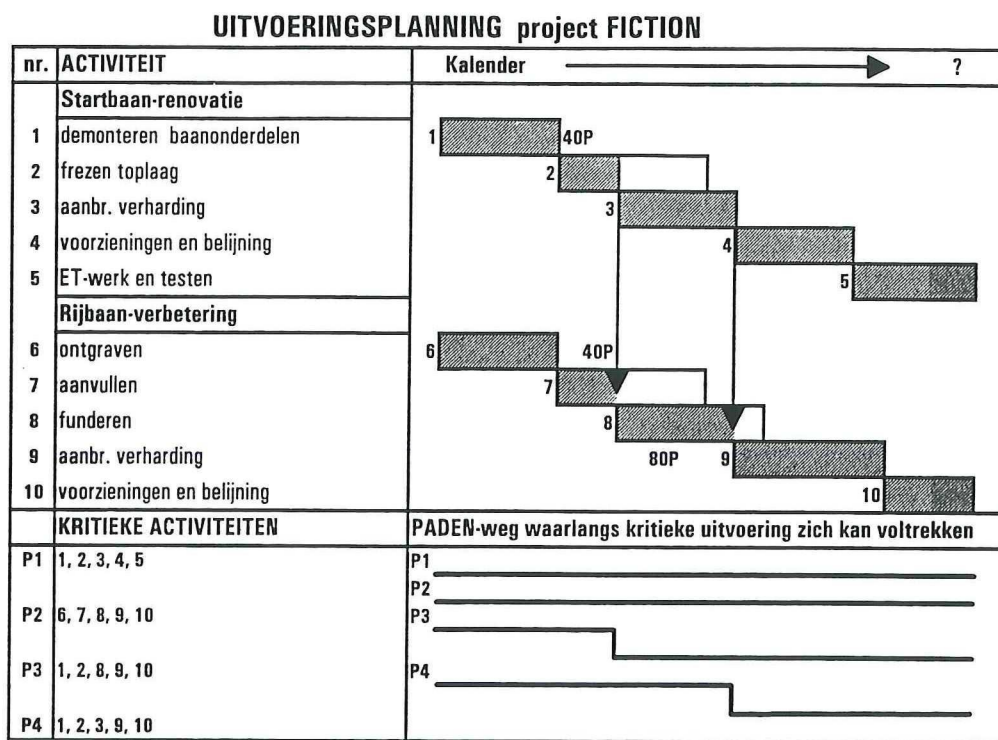 UITVOERINGSPLANNING project FICTION
nr. ACTIVITEIT Kalender ?
Startbaan-renovatie
1 demonteren baanonderdelen 1 40P
2 frezen toplaag 2
3 aanbr. verharding 3
4 voorzieningen en belijning 4
5 ET-werk en testen 5
Rijbaan-verbetering
6 ontgraven 6 40P
7 aanvullen 7
8 funderen 8
9 aanbr. verharding 80P 9
10 voorzieningen en belijning 10
KRITIEKE ACTIVITEITEN PADEN-weg waarlangs kritieke uitvoering zich kan voltrekken
P1 1, 2, 3, 4, 5 P1
P2
P2 6, 7, 8, 9, 10 P3
P3 1, 2, 8, 9, 10 P4
P4 1, 2, 3, 9, 10